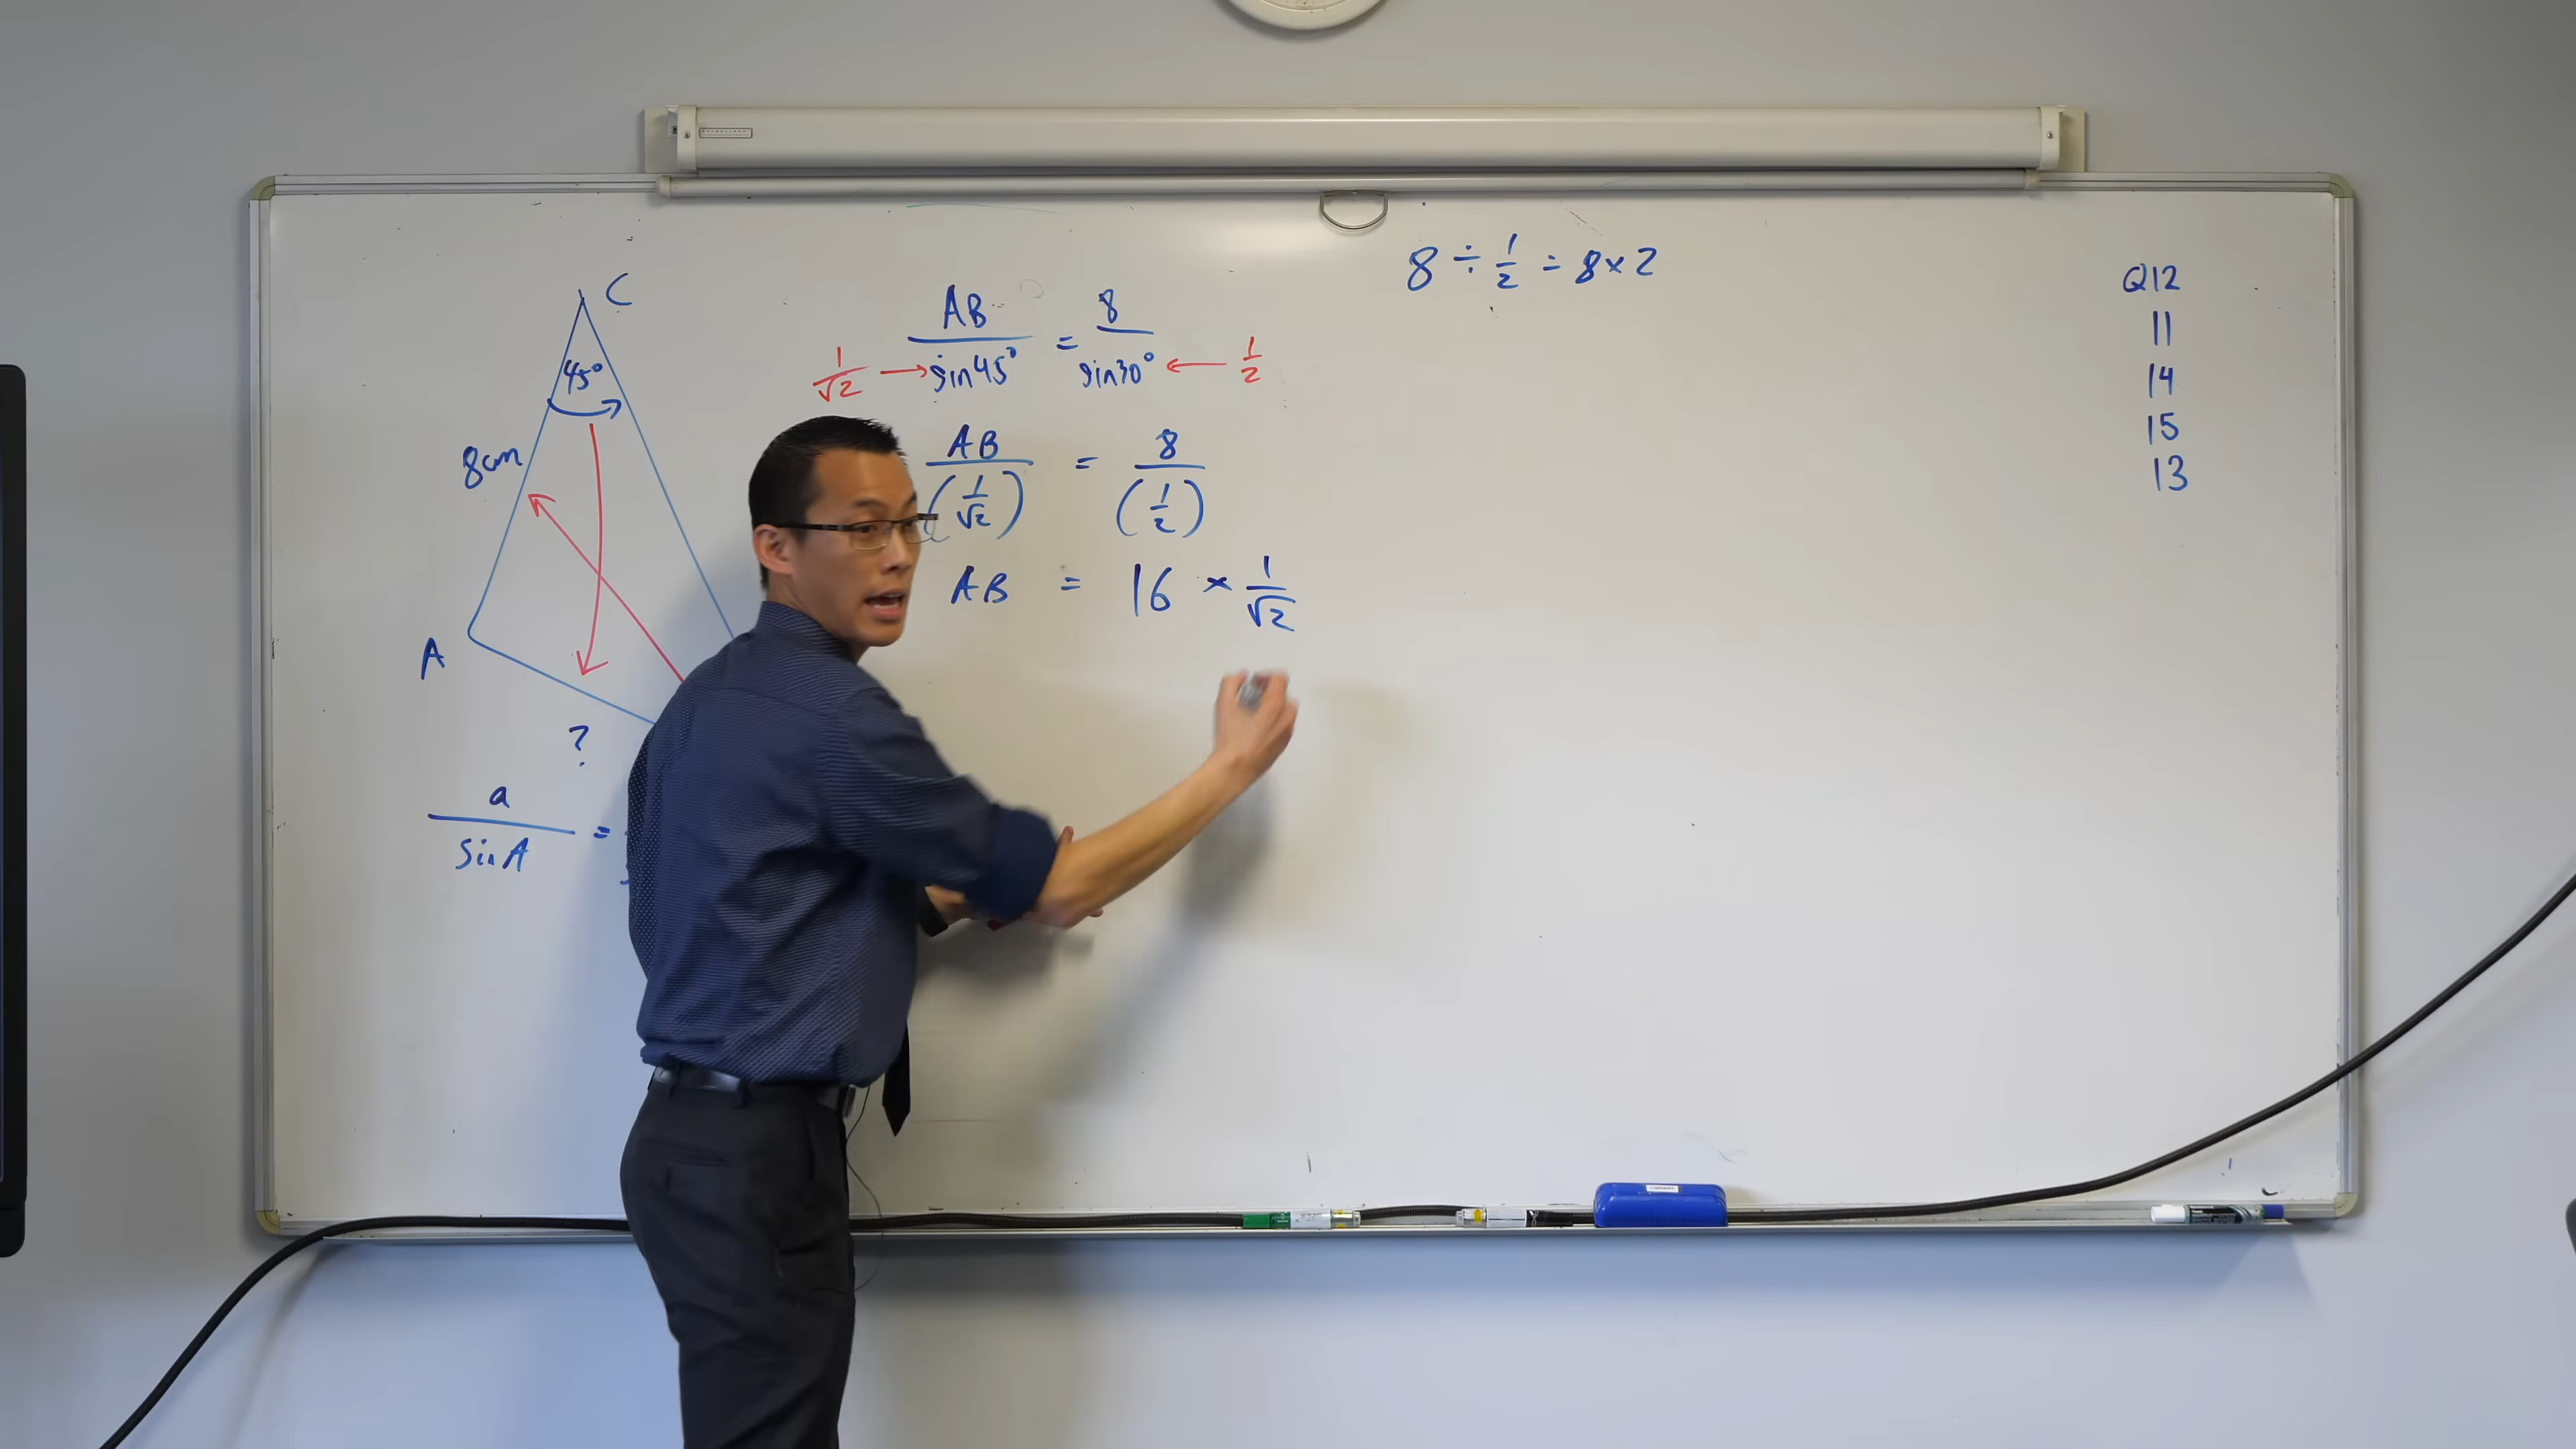 C
45°
8cm
A
?
a / sinA =
AB / sin45° = 8 / sin30°
1/√2 → ← 1/2
AB / (1/√2) = 8 / (1/2)
AB = 16 × 1/√2
8 ÷ 1/2 = 8×2
Q12
11
14
15
13